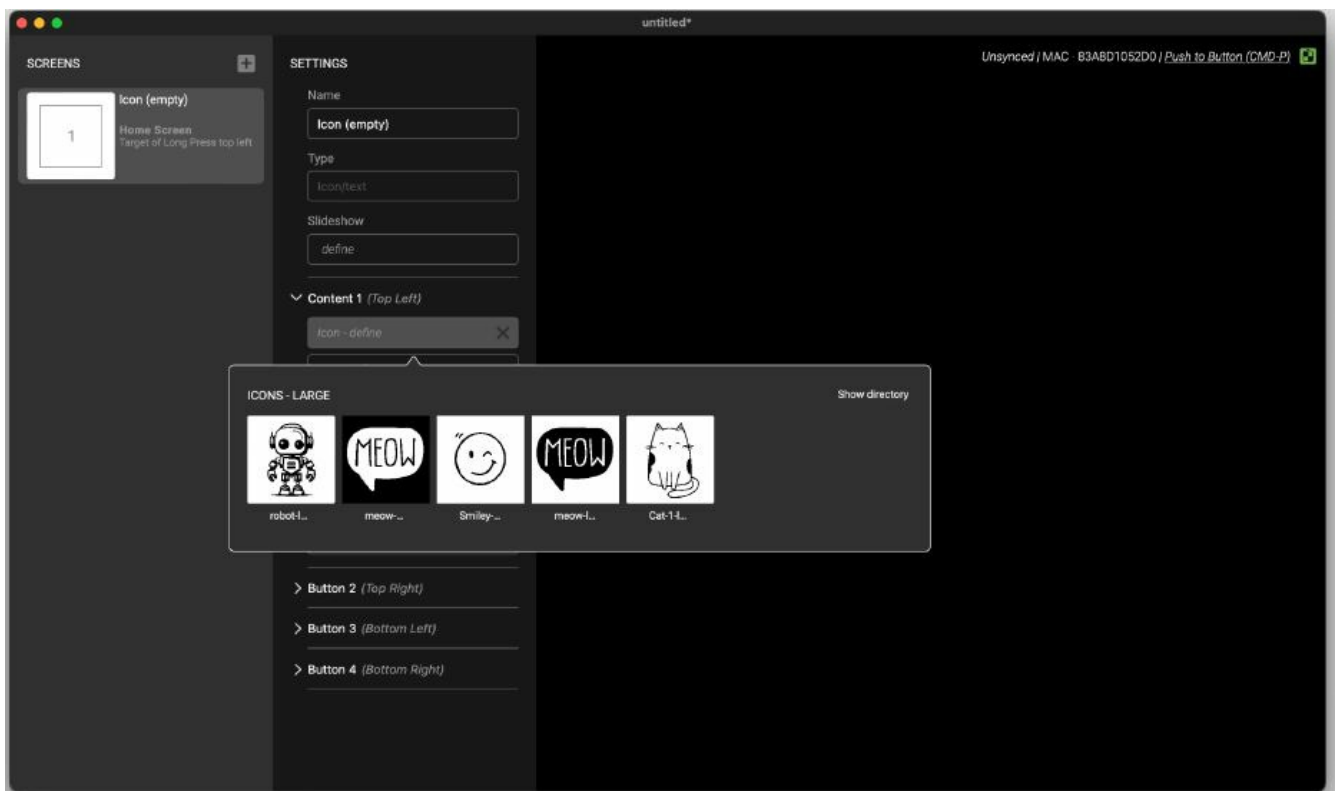 untitled*
SCREENS
Icon (empty)
1
Home Screen
Target of Long Press top left
SETTINGS
Name
Icon (empty)
Type
Icon/text
Slideshow
define
Content 1 (Top Left)
Icon - define
Unsynced | MAC - B3A8D1052D0 | Push to Button (CMD-P)
ICONS - LARGE
Show directory
MEOW
MEOW
robot-l...
meow-...
Smiley-...
meow-l...
Cat-1-l...
Button 2 (Top Right)
Button 3 (Bottom Left)
Button 4 (Bottom Right)